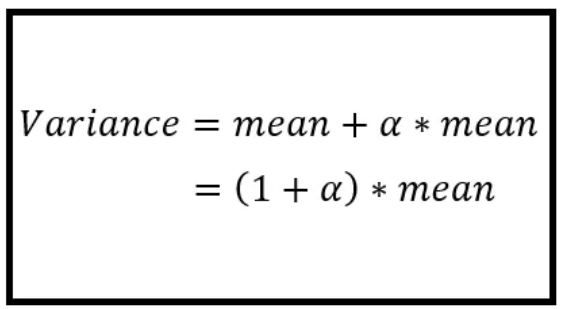 Variance = mean + α * mean
= (1 + α) * mean